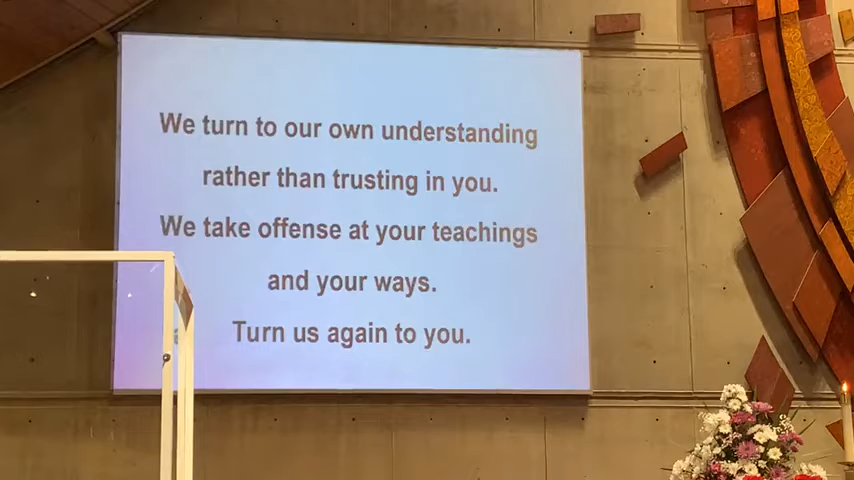 We turn to our own understanding
rather than trusting in you.
We take offense at your teachings
and your ways.
Turn us again to you.